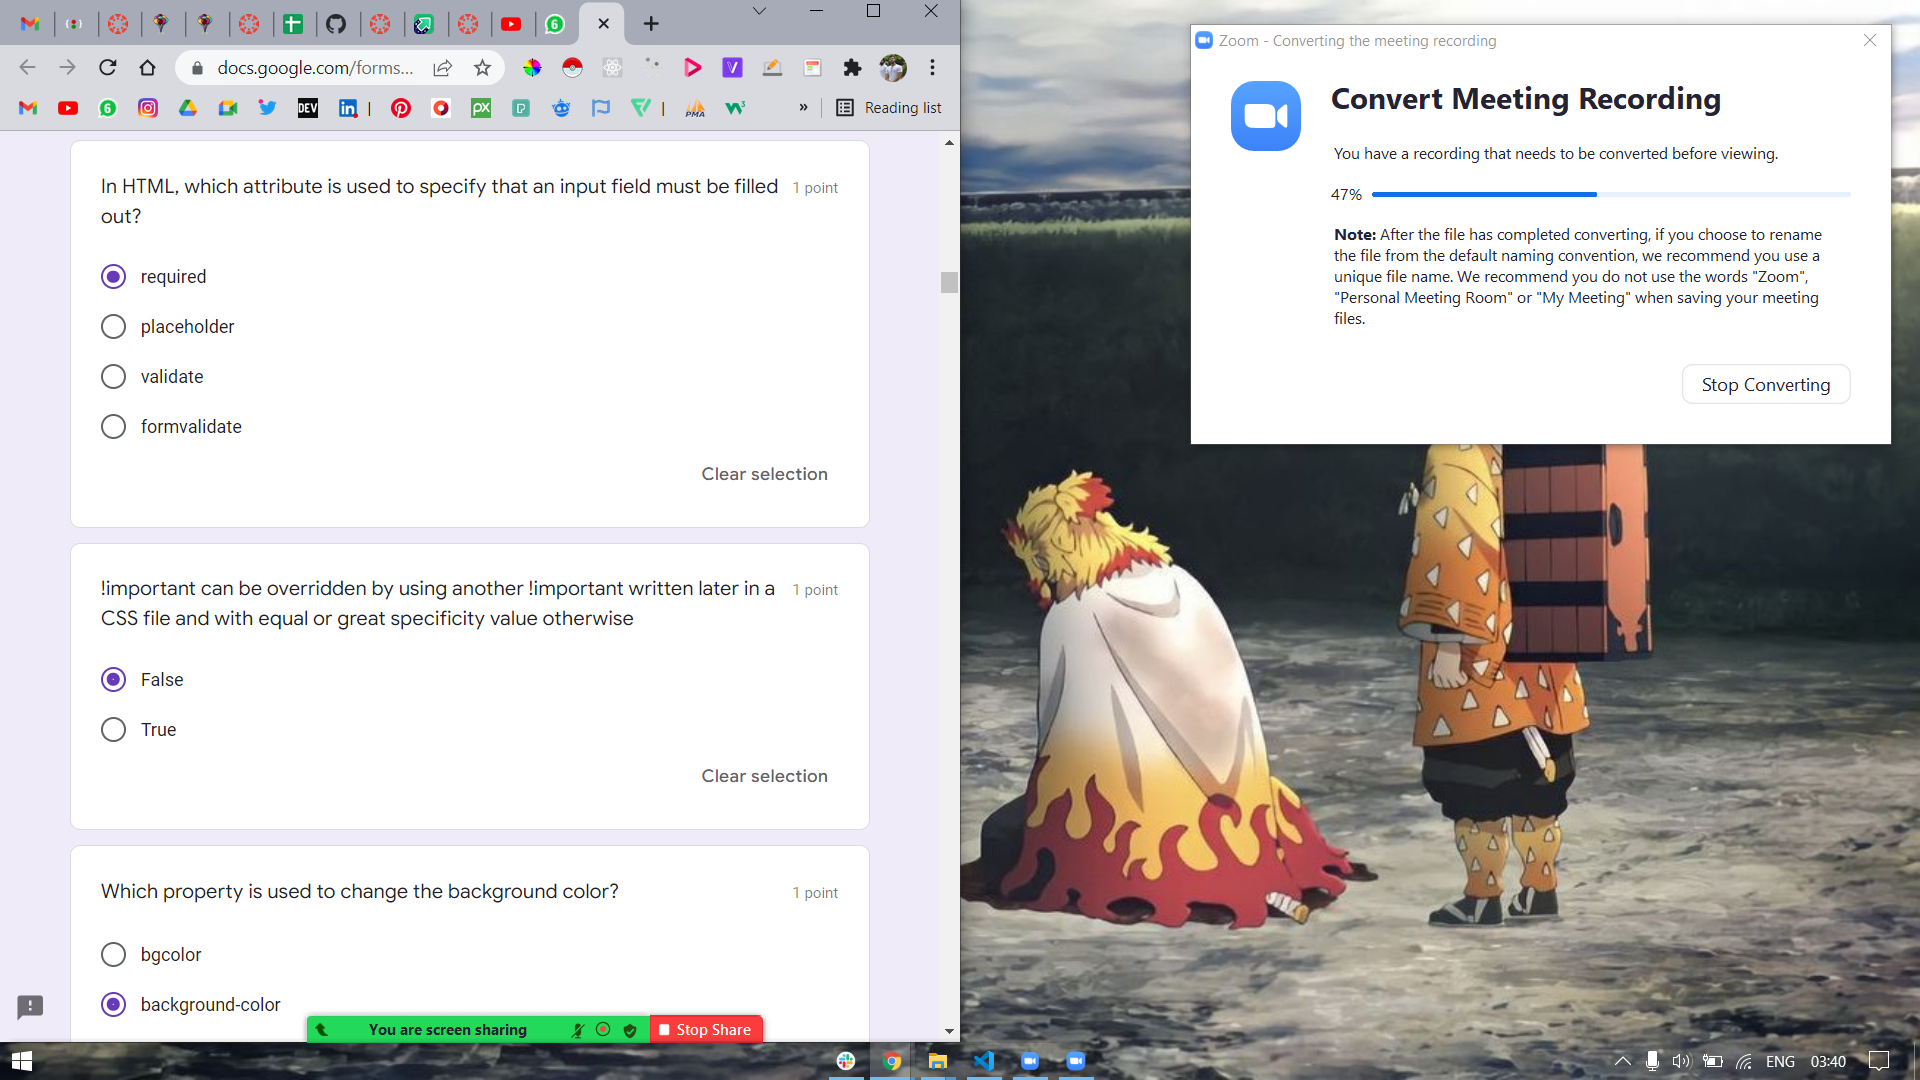 docs.google.com/forms...
DEV
PMA
»
Reading list
In HTML, which attribute is used to specify that an input field must be filled
out?
1 point
required
placeholder
validate
formvalidate
Clear selection
!important can be overridden by using another !important written later in a
CSS file and with equal or great specificity value otherwise
1 point
False
True
Clear selection
Which property is used to change the background color?
1 point
bgcolor
background-color
You are screen sharing
Stop Share
Zoom - Converting the meeting recording
Convert Meeting Recording
You have a recording that needs to be converted before viewing.
47%
Note: After the file has completed converting, if you choose to rename
the file from the default naming convention, we recommend you use a
unique file name. We recommend you do not use the words "Zoom",
"Personal Meeting Room" or "My Meeting" when saving your meeting
files.
Stop Converting
ENG
03:40